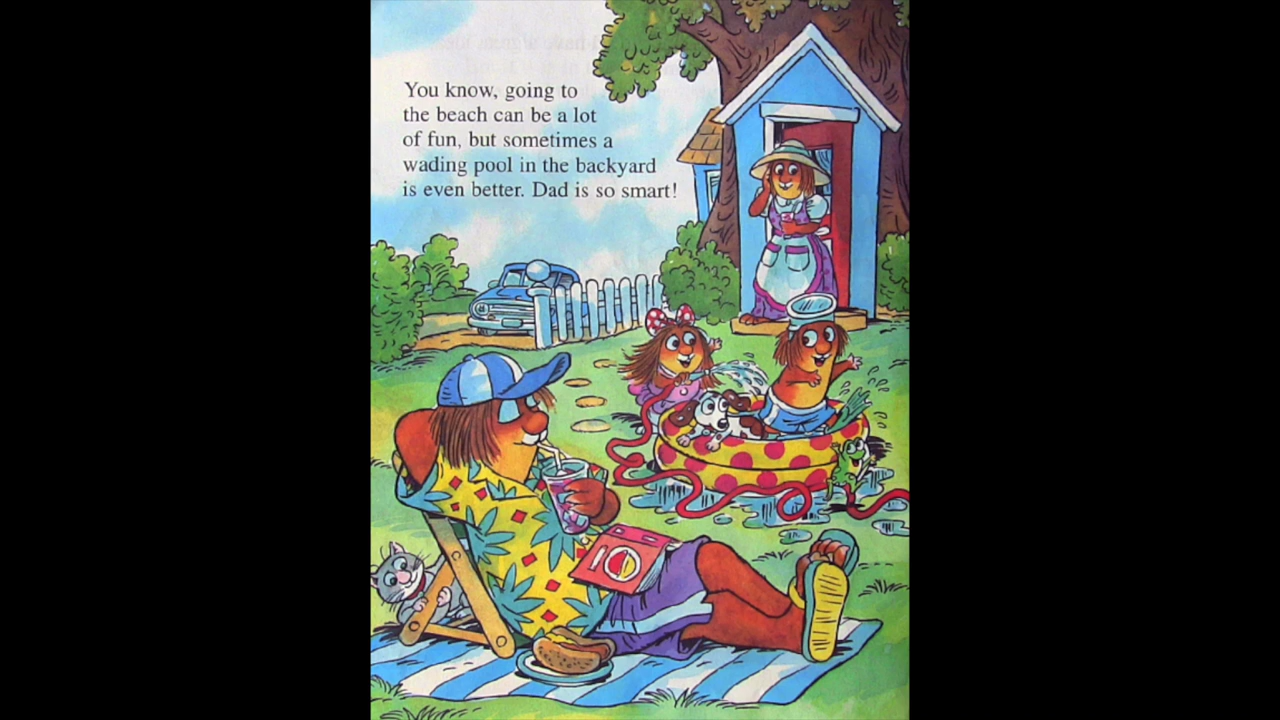 You know, going to
the beach can be a lot
of fun, but sometimes a
wading pool in the backyard
is even better. Dad is so smart!